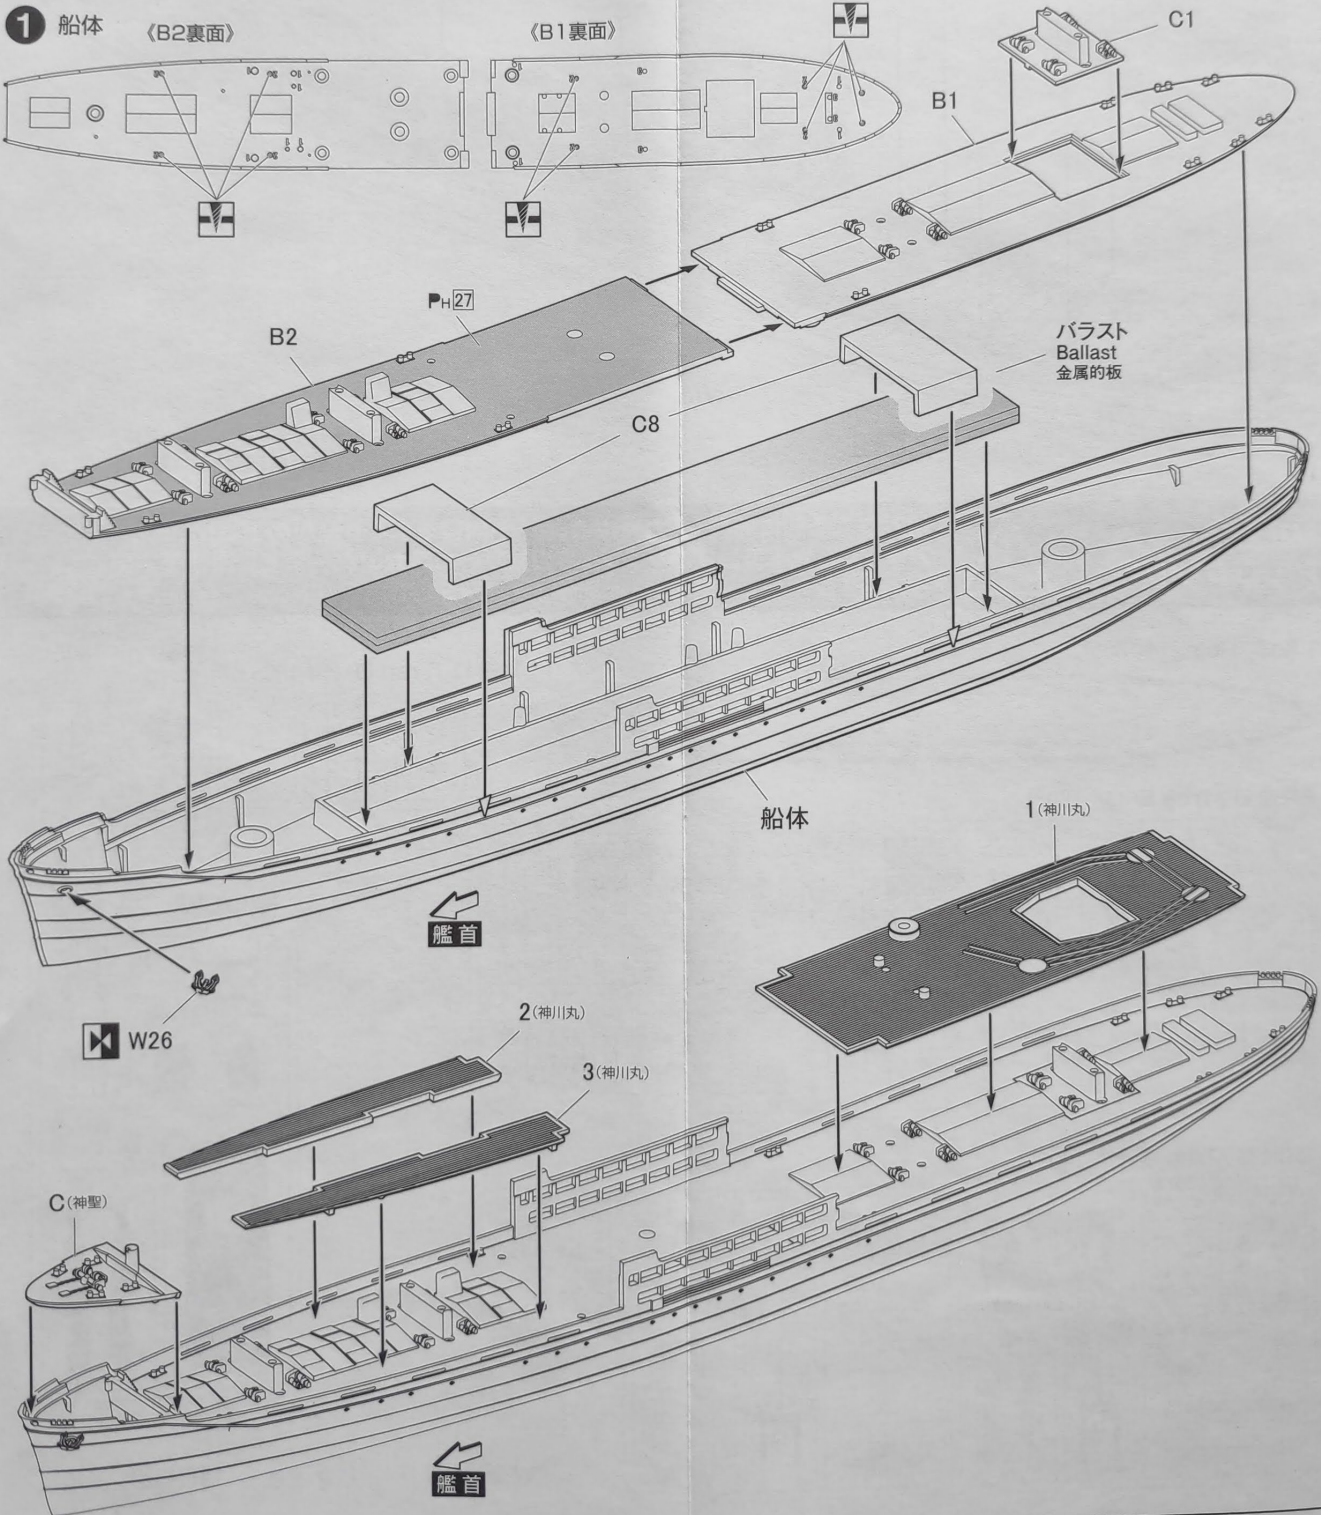 1 船体
《B2裏面》
《B1裏面》
C1
B1
PH27
B2
バラスト
Ballast
金属的板
C8
船体
1(神川丸)
艦首
W26
2(神川丸)
3(神川丸)
C(神聖)
艦首